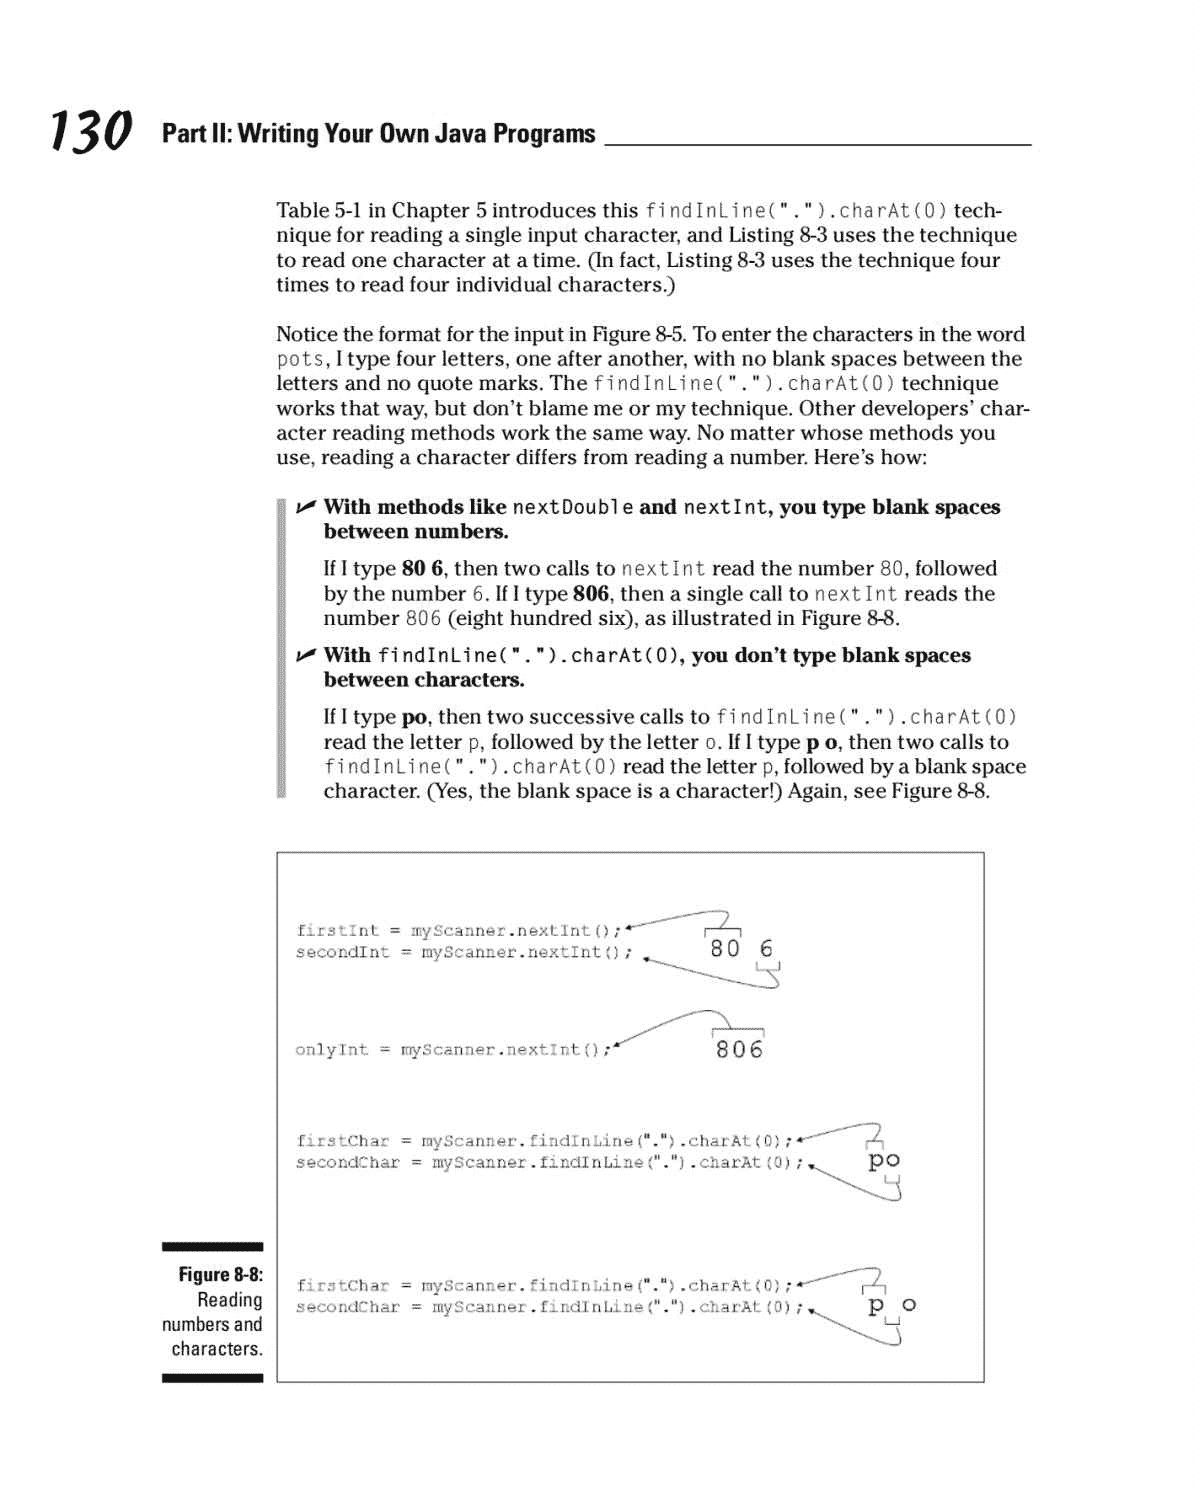 130 Part II: Writing Your Own Java Programs
Table 5-1 in Chapter 5 introduces this findInLine(".").charAt(0) tech-
nique for reading a single input character, and Listing 8-3 uses the technique
to read one character at a time. (In fact, Listing 8-3 uses the technique four
times to read four individual characters.)
Notice the format for the input in Figure 8-5. To enter the characters in the word
pots, I type four letters, one after another, with no blank spaces between the
letters and no quote marks. The findInLine(".").charAt(0) technique
works that way, but don't blame me or my technique. Other developers' char-
acter reading methods work the same way. No matter whose methods you
use, reading a character differs from reading a number. Here's how:
✓ With methods like nextDouble and nextInt, you type blank spaces
between numbers.
If I type 80 6, then two calls to nextInt read the number 80, followed
by the number 6. If I type 806, then a single call to nextInt reads the
number 806 (eight hundred six), as illustrated in Figure 8-8.
✓ With findInLine(".").charAt(0), you don't type blank spaces
between characters.
If I type po, then two successive calls to findInLine(".").charAt(0)
read the letter p, followed by the letter o. If I type p o, then two calls to
findInLine(".").charAt(0) read the letter p, followed by a blank space
character. (Yes, the blank space is a character!) Again, see Figure 8-8.
firstInt = myScanner.nextInt();
secondInt = myScanner.nextInt();
80 6
onlyInt = myScanner.nextInt();
806
firstChar = myScanner.findInLine(".").charAt(0);
secondChar = myScanner.findInLine(".").charAt(0);
po
firstChar = myScanner.findInLine(".").charAt(0);
secondChar = myScanner.findInLine(".").charAt(0);
p o
Figure 8-8:
Reading
numbers and
characters.